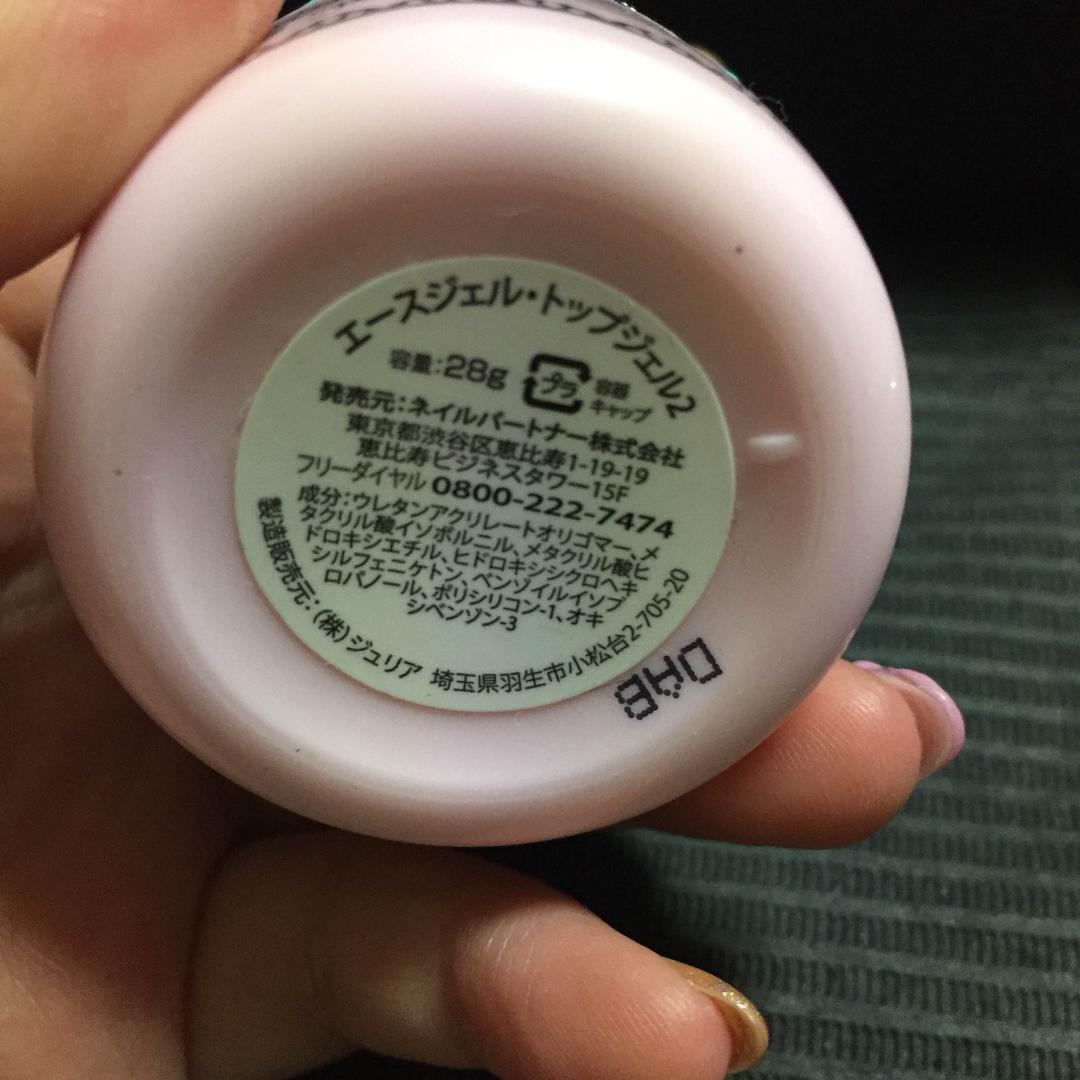 エースジェル・トップジェル2
容量:28g プラ 容器 キャップ
発売元:ネイルパートナー株式会社
東京都渋谷区恵比寿1-19-19
恵比寿ビジネスタワー15F
フリーダイヤル 0800-222-7474
成分:ウレタンアクリレートオリゴマー、メ
タクリル酸イソボルニル、メタクリル酸ヒ
ドロキシエチル、ヒドロキシシクロヘキ
シルフェニケトン、ベンゾイルイソプ
ロパノール、ポリシリコン-1、オキ
シベンゾン-3
製造販売元:(株)ジュリア 埼玉県羽生市小松台2-705-20